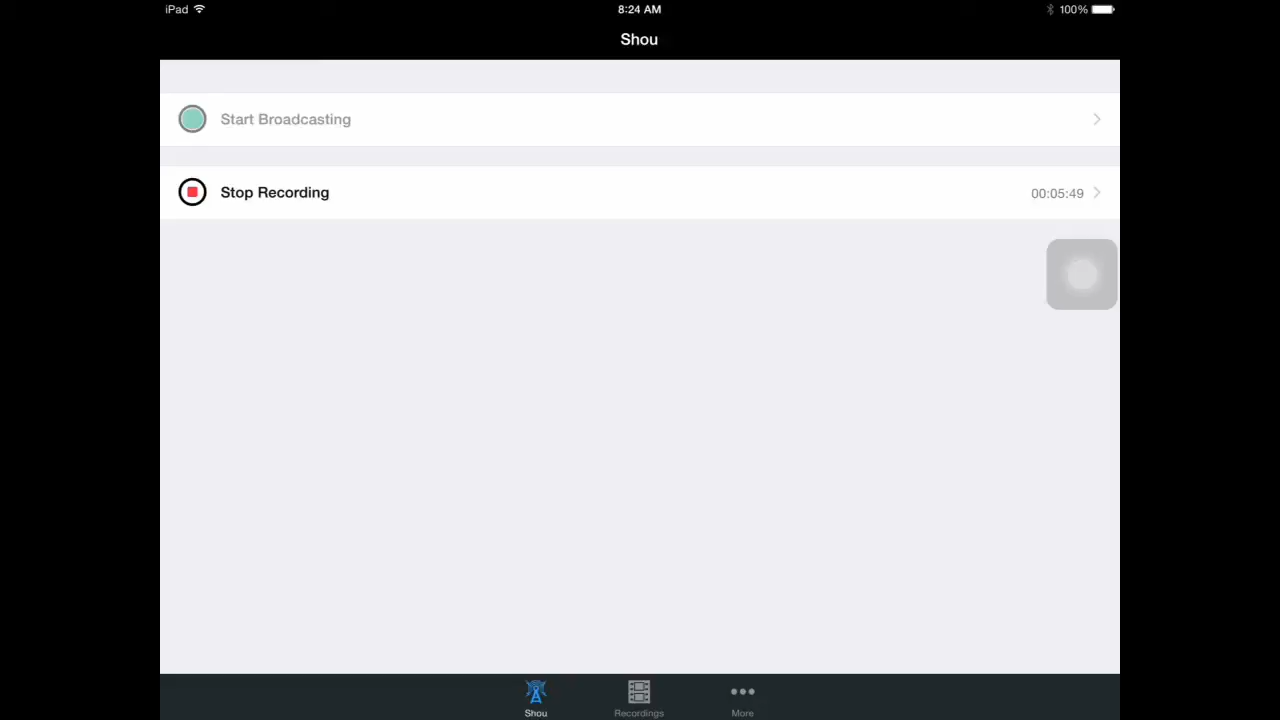 iPad 8:24 AM 100%
Shou
Start Broadcasting
Stop Recording 00:05:49
Shou Recordings More